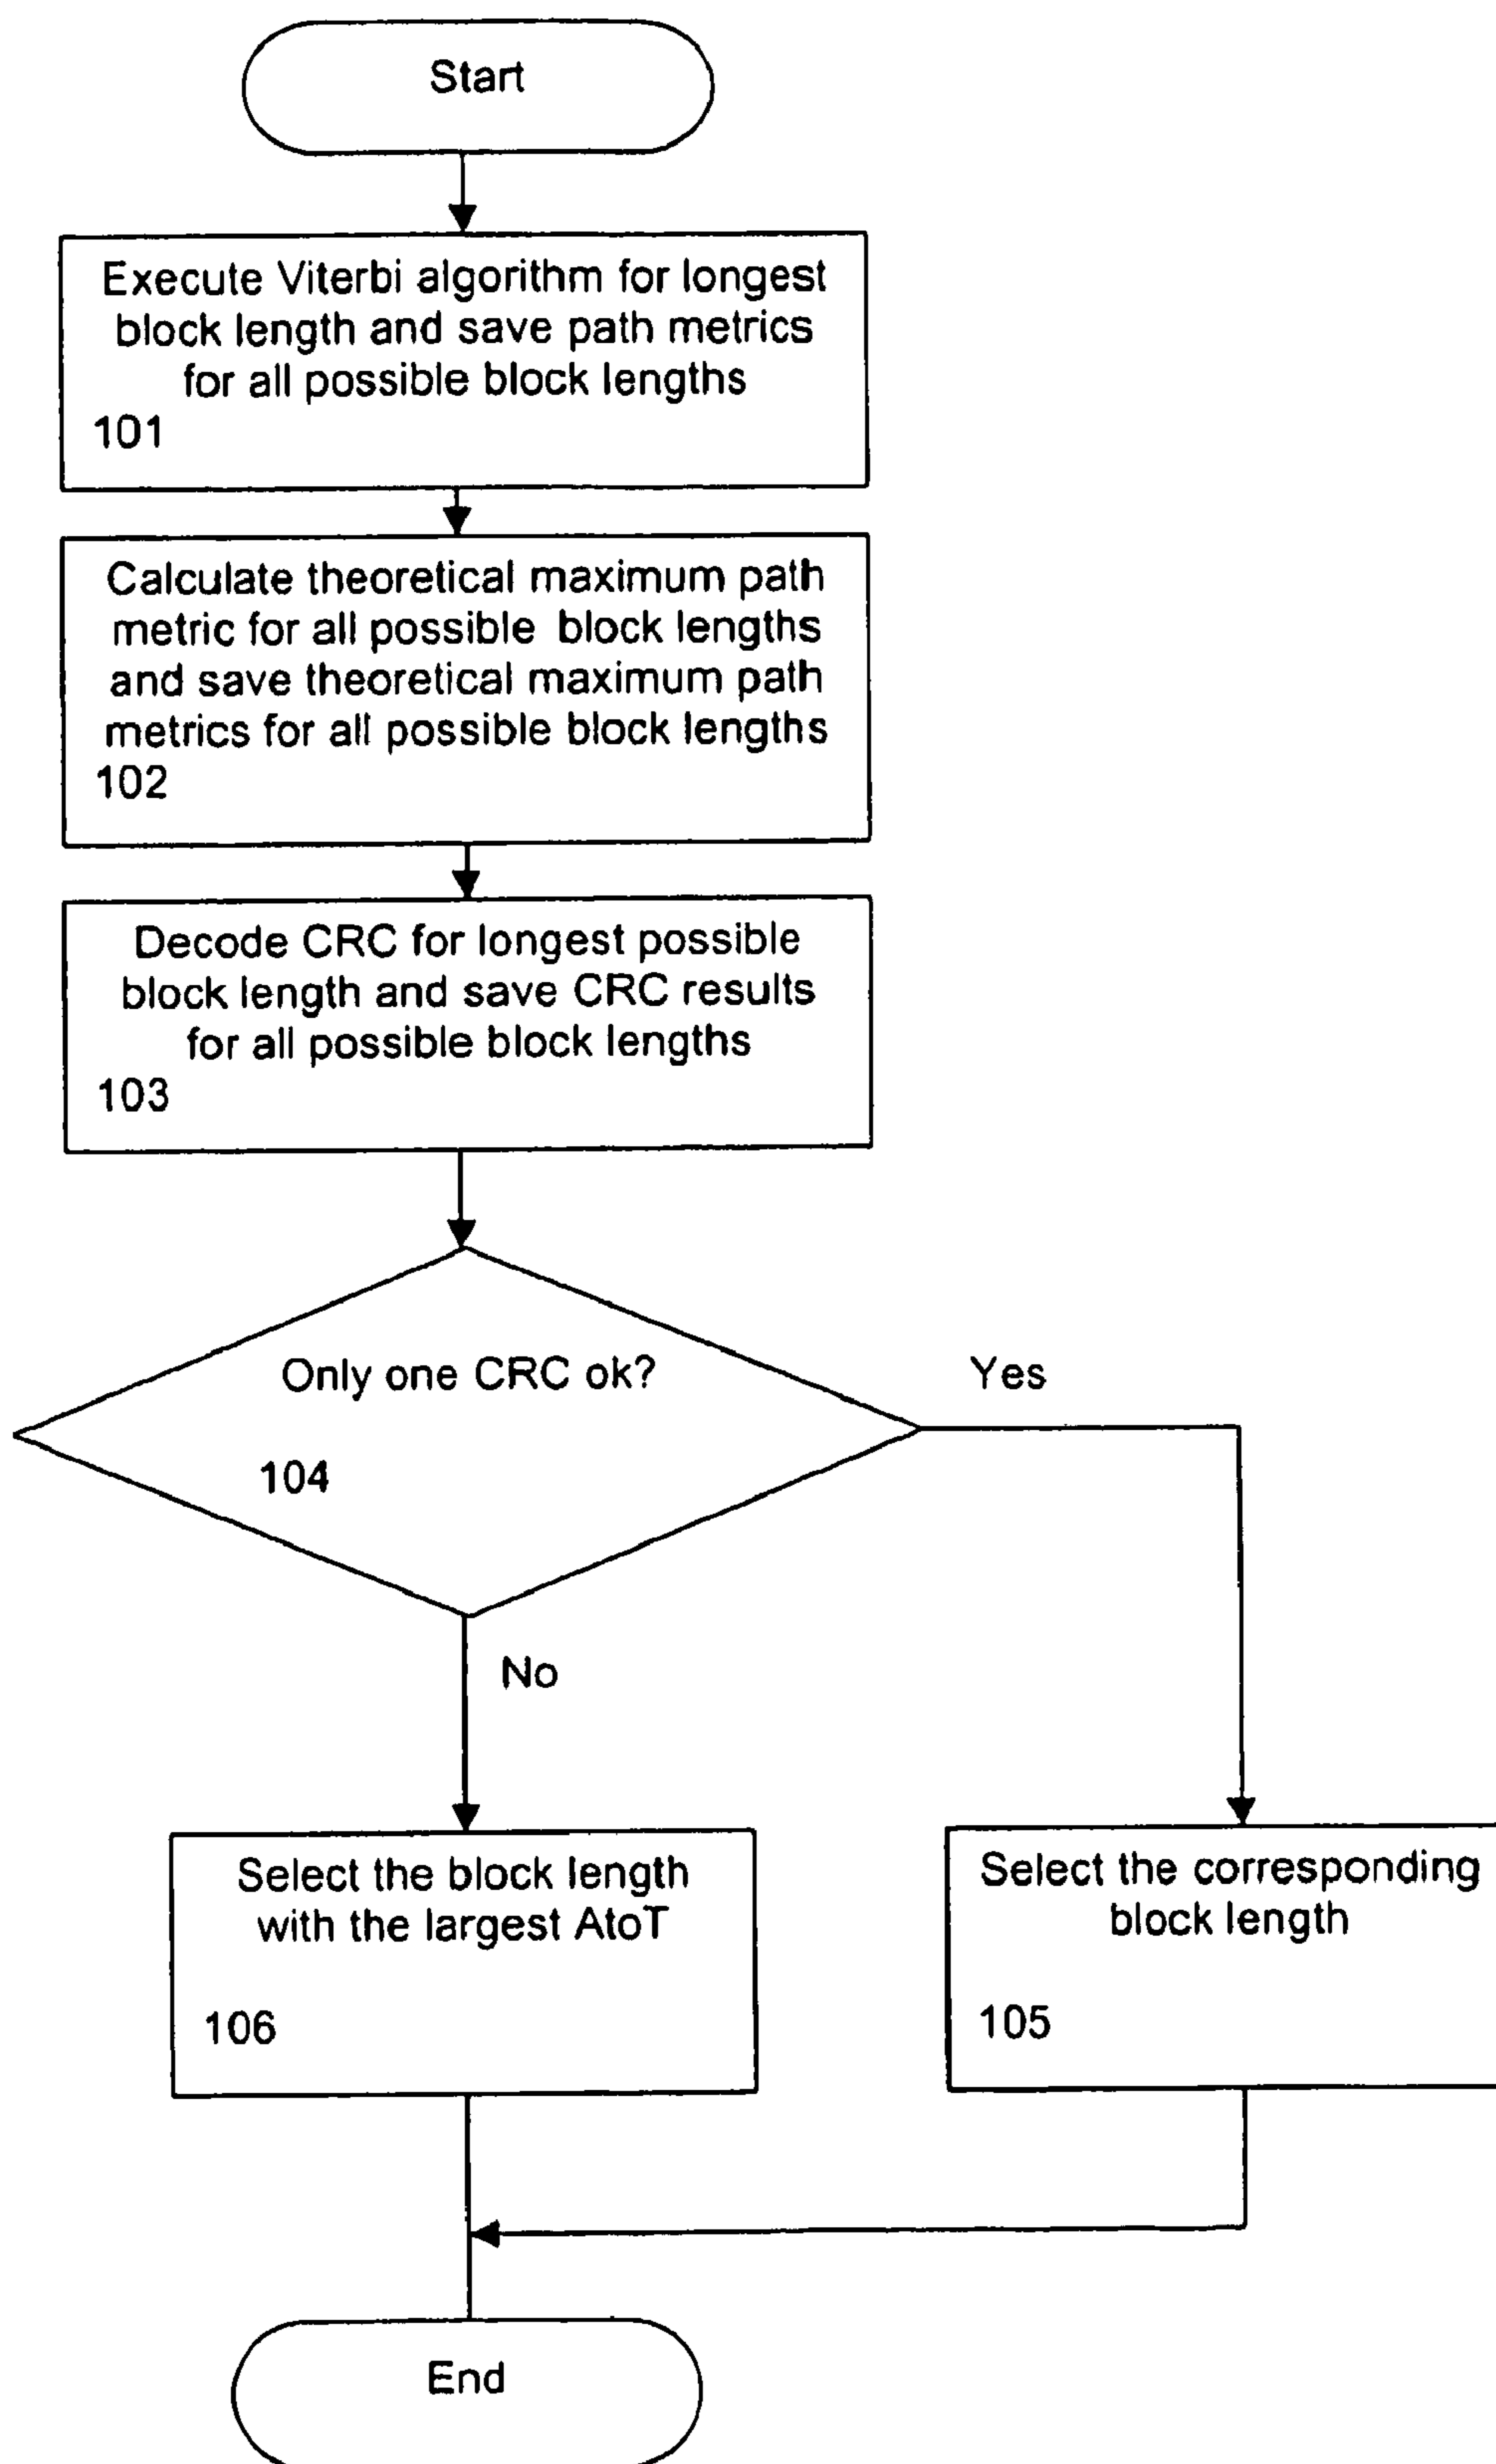 Start
Execute Viterbi algorithm for longest
block length and save path metrics
for all possible block lengths
101
Calculate theoretical maximum path
metric for all possible block lengths
and save theoretical maximum path
metrics for all possible block lengths
102
Decode CRC for longest possible
block length and save CRC results
for all possible block lengths
103
Only one CRC ok?
104
Yes
No
Select the block length
with the largest AtoT
106
Select the corresponding
block length
105
End